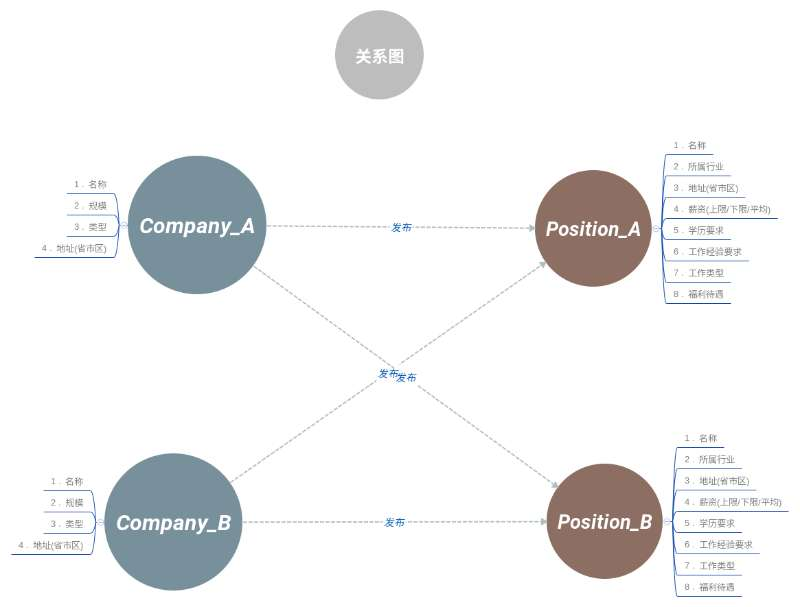 关系图
1. 名称
2. 规模
3. 类型
4. 地址(省市区)
Company_A
发布
Position_A
1. 名称
2. 所属行业
3. 地址(省市区)
4. 薪资(上限/下限/平均)
5. 学历要求
6. 工作经验要求
7. 工作类型
8. 福利待遇
发布
发布
1. 名称
2. 规模
3. 类型
4. 地址(省市区)
Company_B
发布
Position_B
1. 名称
2. 所属行业
3. 地址(省市区)
4. 薪资(上限/下限/平均)
5. 学历要求
6. 工作经验要求
7. 工作类型
8. 福利待遇